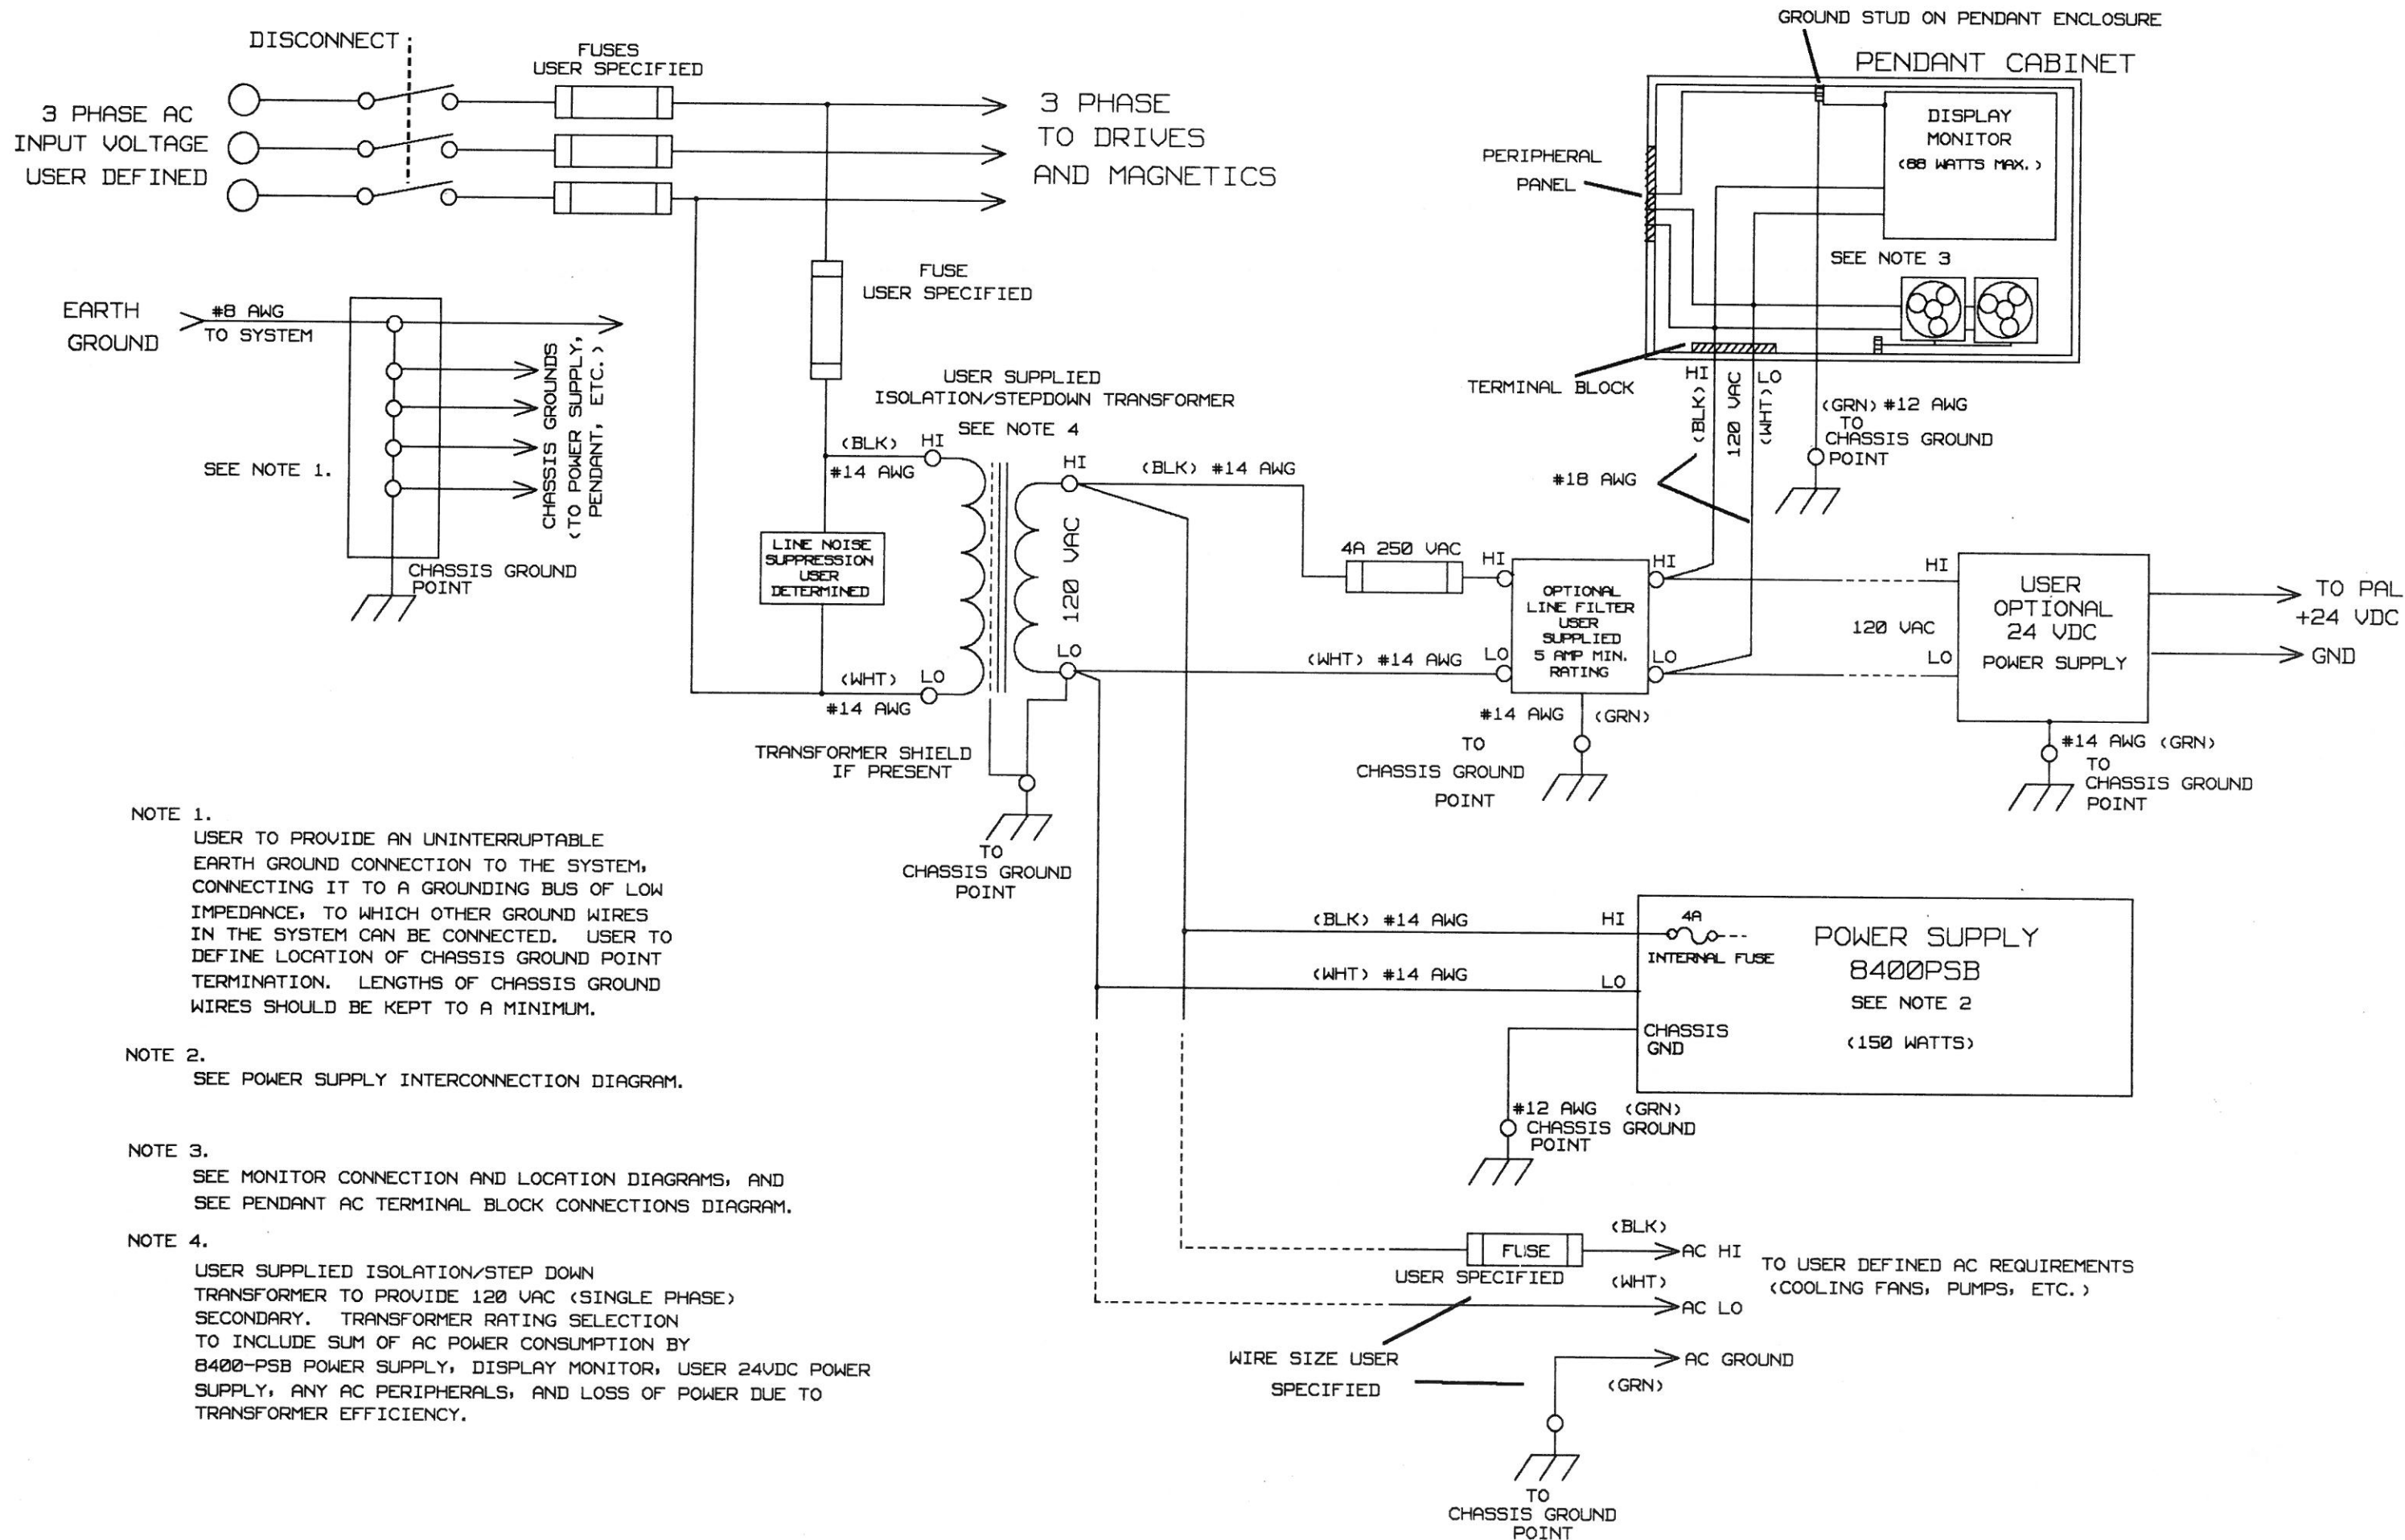 GROUND STUD ON PENDANT ENCLOSURE
DISCONNECT
FUSES
USER SPECIFIED
PENDANT CABINET
3 PHASE AC
INPUT VOLTAGE
USER DEFINED
3 PHASE
TO DRIVES
AND MAGNETICS
DISPLAY
MONITOR
(88 WATTS MAX.)
PERIPHERAL
PANEL
SEE NOTE 3
FUSE
USER SPECIFIED
EARTH
GROUND
#8 AWG
TO SYSTEM
CHASSIS GROUNDS
(TO POWER SUPPLY,
PENDANT, ETC.)
SEE NOTE 1.
CHASSIS GROUND
POINT
USER SUPPLIED
ISOLATION/STEPDOWN TRANSFORMER
SEE NOTE 4
TERMINAL BLOCK
HI
(BLK)
120 VAC
LO
(WHT)
(GRN) #12 AWG
TO
CHASSIS GROUND
POINT
#18 AWG
(BLK) HI
#14 AWG
HI
(BLK) #14 AWG
LINE NOISE
SUPPRESSION
USER
DETERMINED
120 VAC
4A 250 VAC
HI
OPTIONAL
LINE FILTER
USER
SUPPLIED
5 AMP MIN.
RATING
HI
HI
USER
OPTIONAL
24 VDC
POWER SUPPLY
TO PAL
+24 VDC
120 VAC
LO
GND
LO
(WHT) #14 AWG
LO
LO
(WHT) LO
#14 AWG
#14 AWG (GRN)
TO
CHASSIS GROUND
POINT
#14 AWG (GRN)
TO
CHASSIS GROUND
POINT
TRANSFORMER SHIELD
IF PRESENT
TO
CHASSIS GROUND
POINT
NOTE 1.
USER TO PROVIDE AN UNINTERRUPTABLE
EARTH GROUND CONNECTION TO THE SYSTEM,
CONNECTING IT TO A GROUNDING BUS OF LOW
IMPEDANCE, TO WHICH OTHER GROUND WIRES
IN THE SYSTEM CAN BE CONNECTED. USER TO
DEFINE LOCATION OF CHASSIS GROUND POINT
TERMINATION. LENGTHS OF CHASSIS GROUND
WIRES SHOULD BE KEPT TO A MINIMUM.
(BLK) #14 AWG
HI
4A
INTERNAL FUSE
POWER SUPPLY
8400PSB
SEE NOTE 2
(150 WATTS)
(WHT) #14 AWG
LO
CHASSIS
GND
#12 AWG (GRN)
CHASSIS GROUND
POINT
NOTE 2.
SEE POWER SUPPLY INTERCONNECTION DIAGRAM.
NOTE 3.
SEE MONITOR CONNECTION AND LOCATION DIAGRAMS, AND
SEE PENDANT AC TERMINAL BLOCK CONNECTIONS DIAGRAM.
NOTE 4.
USER SUPPLIED ISOLATION/STEP DOWN
TRANSFORMER TO PROVIDE 120 VAC (SINGLE PHASE)
SECONDARY. TRANSFORMER RATING SELECTION
TO INCLUDE SUM OF AC POWER CONSUMPTION BY
8400-PSB POWER SUPPLY, DISPLAY MONITOR, USER 24VDC POWER
SUPPLY, ANY AC PERIPHERALS, AND LOSS OF POWER DUE TO
TRANSFORMER EFFICIENCY.
FUSE
USER SPECIFIED
(BLK)
AC HI
(WHT)
AC LO
TO USER DEFINED AC REQUIREMENTS
(COOLING FANS, PUMPS, ETC.)
WIRE SIZE USER
SPECIFIED
AC GROUND
(GRN)
TO
CHASSIS GROUND
POINT